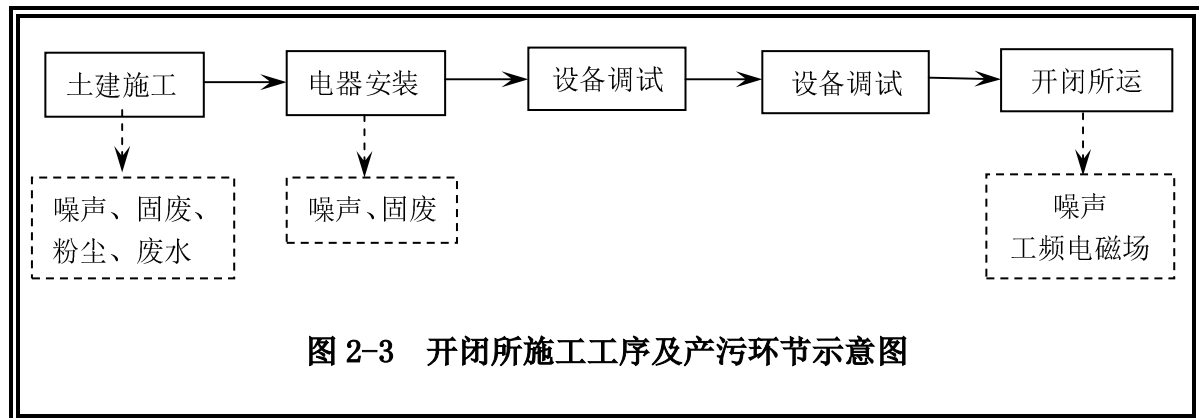 土建施工
电器安装
设备调试
设备调试
开闭所运
噪声、固废、
粉尘、废水
噪声、固废
噪声
工频电磁场
图 2-3 开闭所施工工序及产污环节示意图